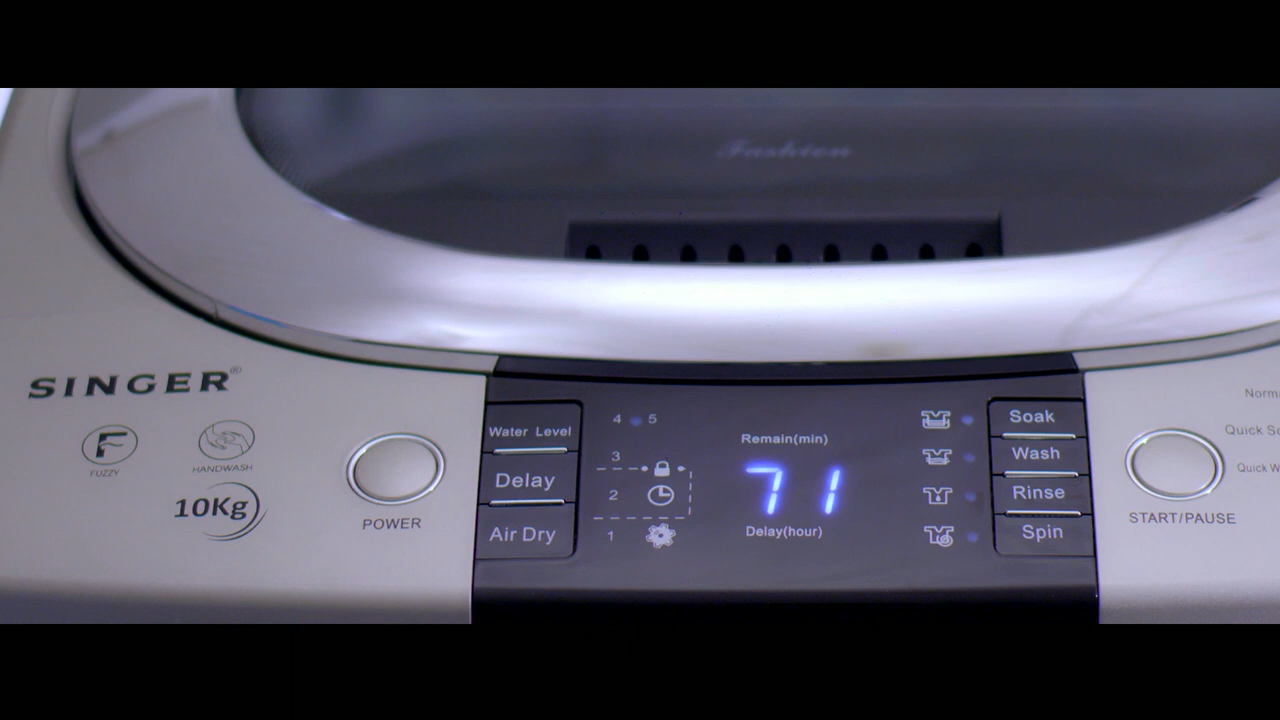 Fashion
SINGER®
F
FUZZY
HANDWASH
10Kg
POWER
Water Level
Delay
Air Dry
4 5
3
2
1
Remain(min)
71
Delay(hour)
Soak
Wash
Rinse
Spin
START/PAUSE
Norm
Quick So
Quick W